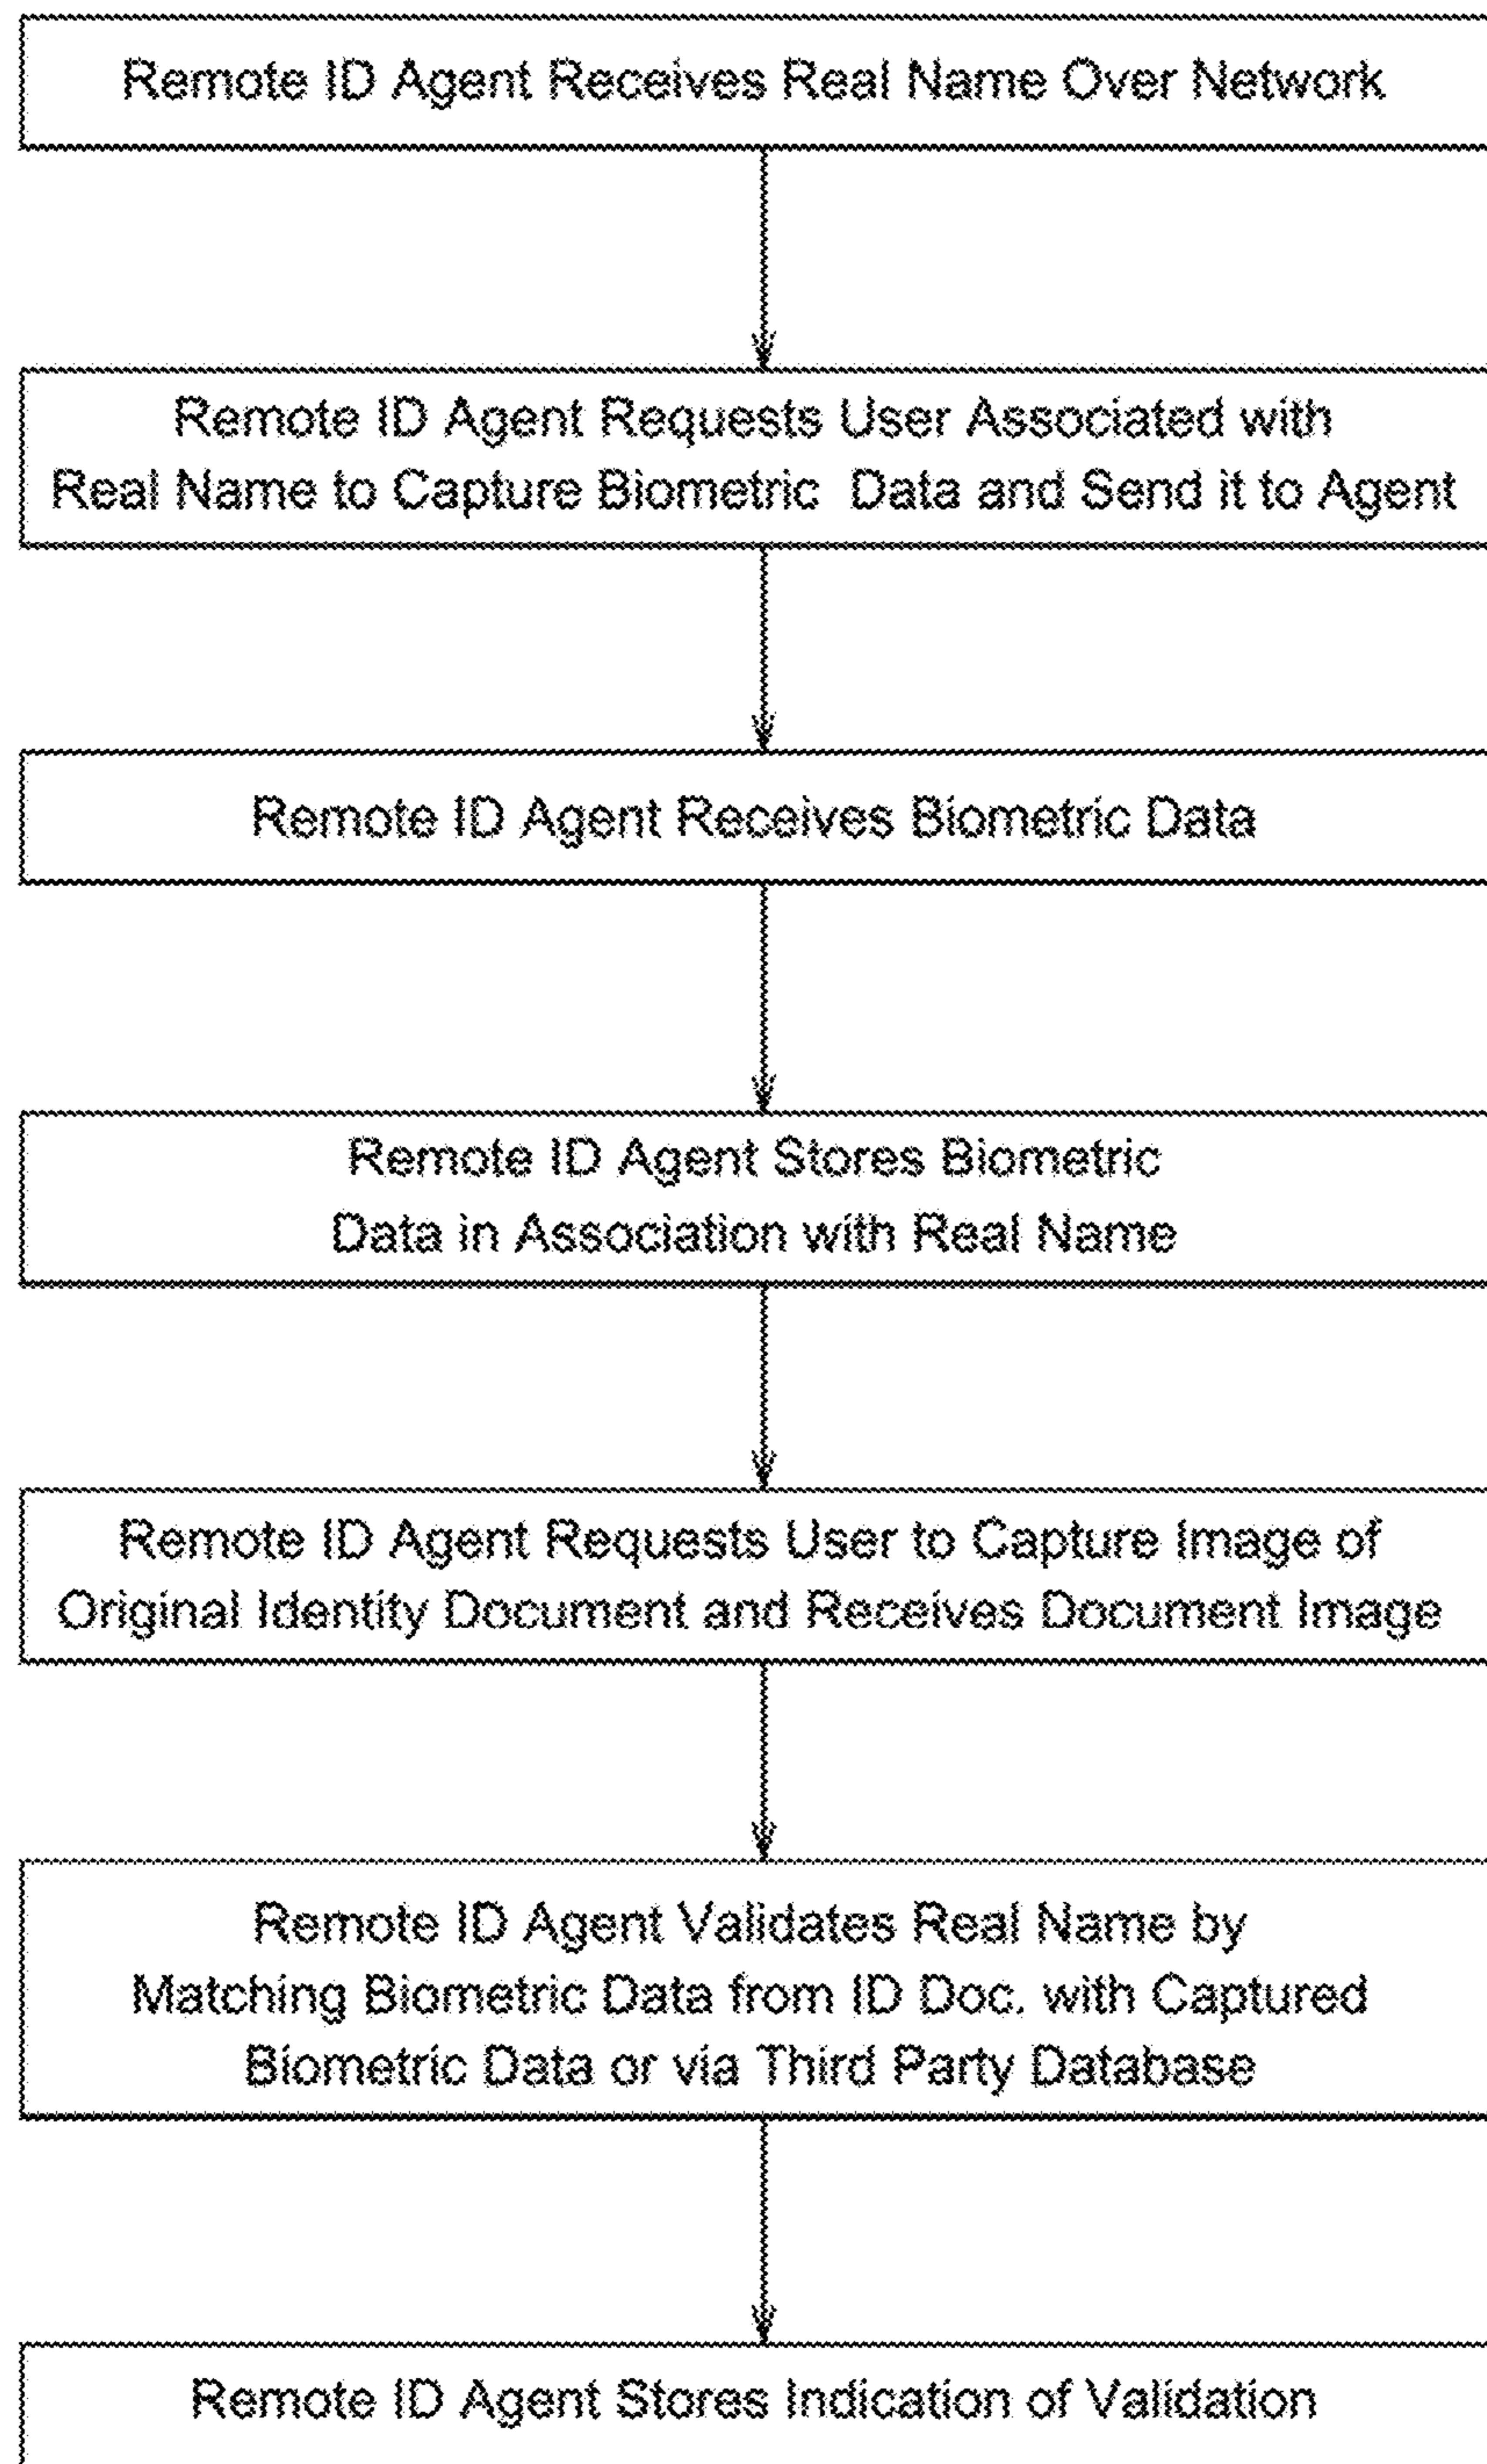 Remote ID Agent Receives Real Name Over Network
Remote ID Agent Requests User Associated with
Real Name to Capture Biometric Data and Send it to Agent
Remote ID Agent Receives Biometric Data
Remote ID Agent Stores Biometric
Data in Association with Real Name
Remote ID Agent Requests User to Capture Image of
Original Identity Document and Receives Document Image
Remote ID Agent Validates Real Name by
Matching Biometric Data from ID Doc. with Captured
Biometric Data or via Third Party Database
Remote ID Agent Stores Indication of Validation